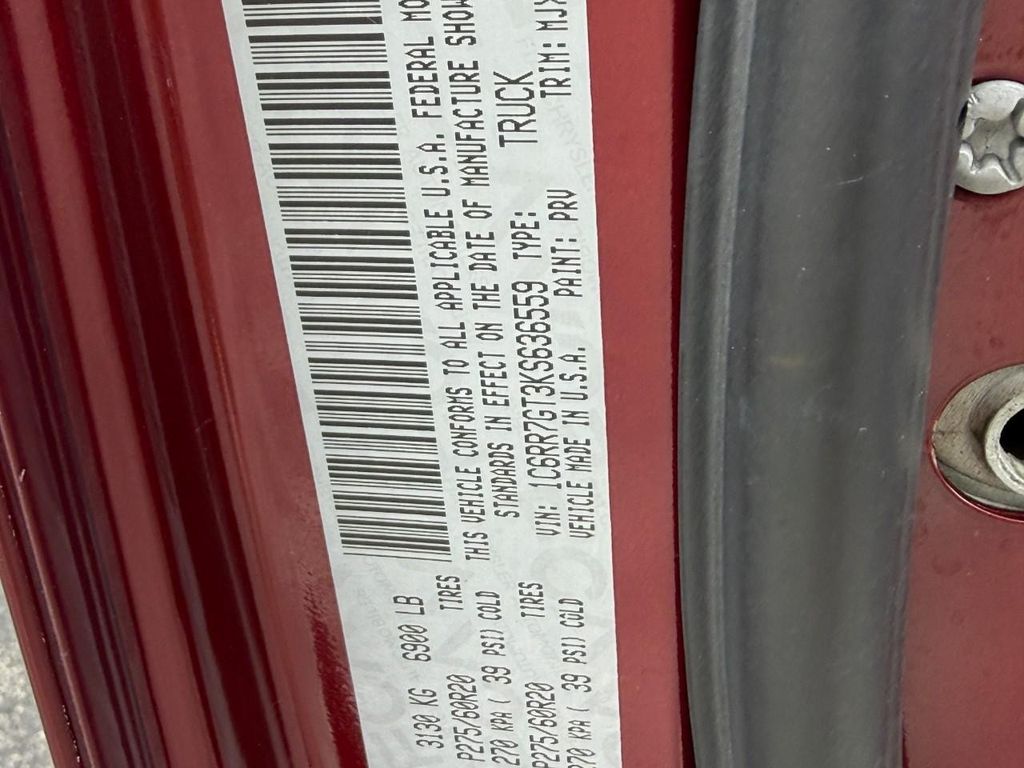 3130 KG 6900 LB
P275/60R20 TIRES
270 KPA ( 39 PSI) COLD
P275/60R20 TIRES
270 KPA ( 39 PSI) COLD
THIS VEHICLE CONFORMS TO ALL APPLICABLE U.S.A. FEDERAL
STANDARDS IN EFFECT ON THE DATE OF MANUFACTURE
VIN: 1C6RR7GT3KS636559 TYPE: TRUCK
VEHICLE MADE IN U.S.A. PAINT: PRV TRIM: